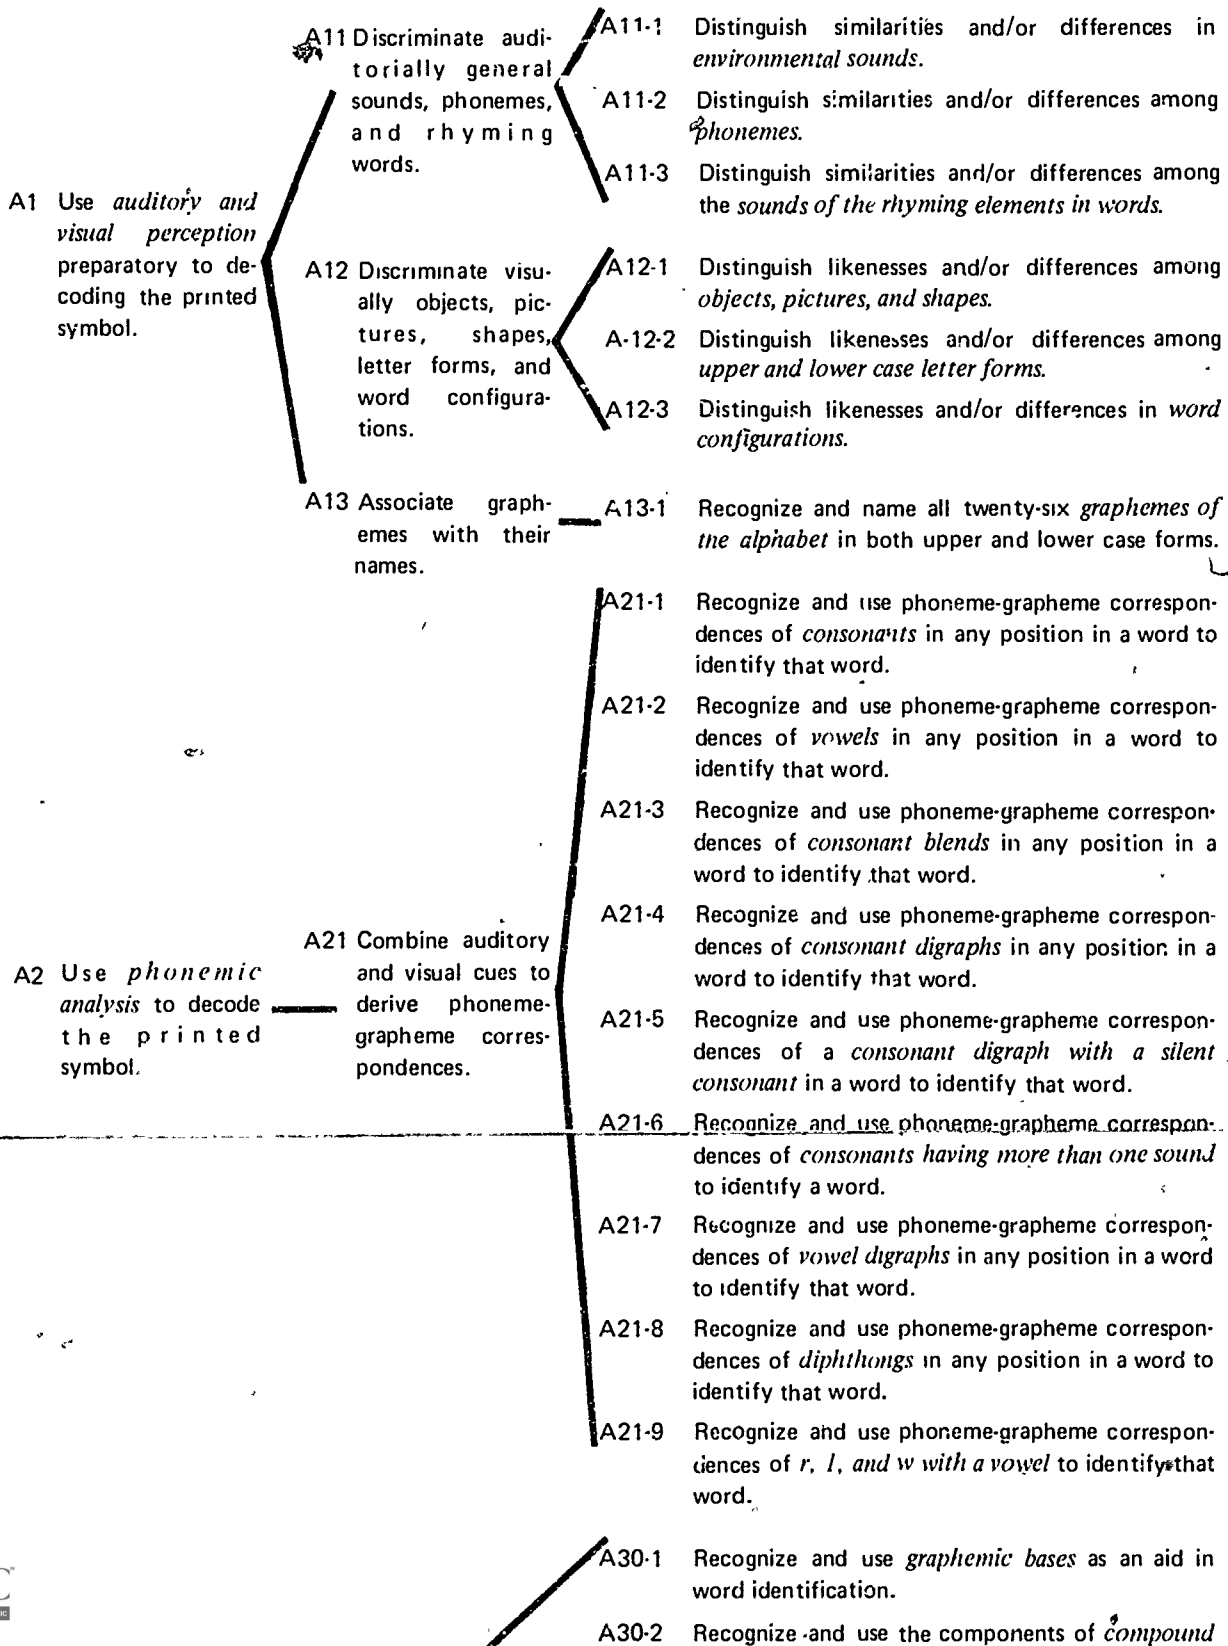 A11 Discriminate audi-
torially general
sounds, phonemes,
and rhyming
words.
A11-1 Distinguish similarities and/or differences in
environmental sounds.
A11-2 Distinguish similarities and/or differences among
phonemes.
A11-3 Distinguish similarities and/or differences among
the sounds of the rhyming elements in words.
A1 Use auditory and
visual perception
preparatory to de-
coding the printed
symbol.
A12 Discriminate visu-
ally objects, pic-
tures, shapes,
letter forms, and
word configura-
tions.
A12-1 Distinguish likenesses and/or differences among
objects, pictures, and shapes.
A-12-2 Distinguish likenesses and/or differences among
upper and lower case letter forms.
A12-3 Distinguish likenesses and/or differences in word
configurations.
A13 Associate graph-
emes with their
names.
A13-1 Recognize and name all twenty-six graphemes of
the alphabet in both upper and lower case forms.
A21-1 Recognize and use phoneme-grapheme correspon-
dences of consonants in any position in a word to
identify that word.
A21-2 Recognize and use phoneme-grapheme correspon-
dences of vowels in any position in a word to
identify that word.
A21-3 Recognize and use phoneme-grapheme correspon-
dences of consonant blends in any position in a
word to identify that word.
A21-4 Recognize and use phoneme-grapheme correspon-
dences of consonant digraphs in any position in a
word to identify that word.
A2 Use phonemic
analysis to decode
the printed
symbol.
A21 Combine auditory
and visual cues to
derive phoneme-
grapheme corres-
pondences.
A21-5 Recognize and use phoneme-grapheme correspon-
dences of a consonant digraph with a silent
consonant in a word to identify that word.
A21-6 Recognize and use phoneme-grapheme correspon-
dences of consonants having more than one sound
to identify a word.
A21-7 Recognize and use phoneme-grapheme correspon-
dences of vowel digraphs in any position in a word
to identify that word.
A21-8 Recognize and use phoneme-grapheme correspon-
dences of diphthongs in any position in a word to
identify that word.
A21-9 Recognize and use phoneme-grapheme correspon-
dences of r, l, and w with a vowel to identify that
word.
A30-1 Recognize and use graphemic bases as an aid in
word identification.
A30-2 Recognize and use the components of compound